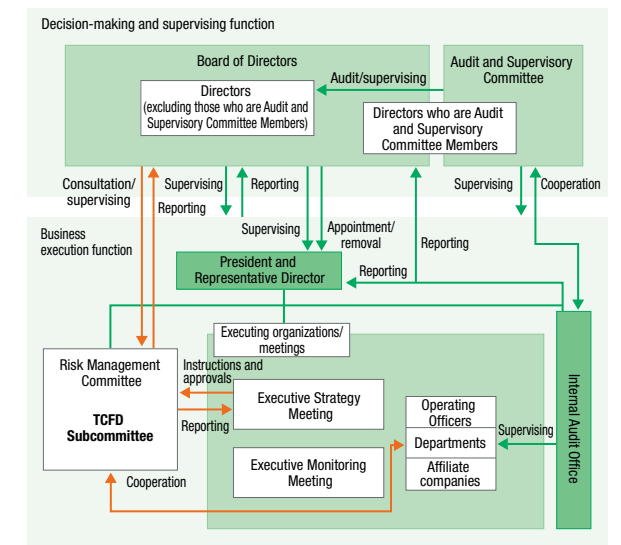 Decision-making and supervising function
Board of Directors
Audit and Supervisory
Committee
Audit/supervising
Directors
(excluding those who are Audit and
Supervisory Committee Members)
Directors who are Audit
and Supervisory
Committee Members
Consultation/
supervising
Reporting
Supervising
Reporting
Supervising
Appointment/
removal
Reporting
Supervising
Cooperation
Business
execution function
President and
Representative Director
Reporting
Executing organizations/
meetings
Risk Management
Committee
TCFD
Subcommittee
Instructions and
approvals
Reporting
Executive Strategy
Meeting
Executive Monitoring
Meeting
Operating
Officers
Departments
Affiliate
companies
Supervising
Internal Audit Office
Cooperation